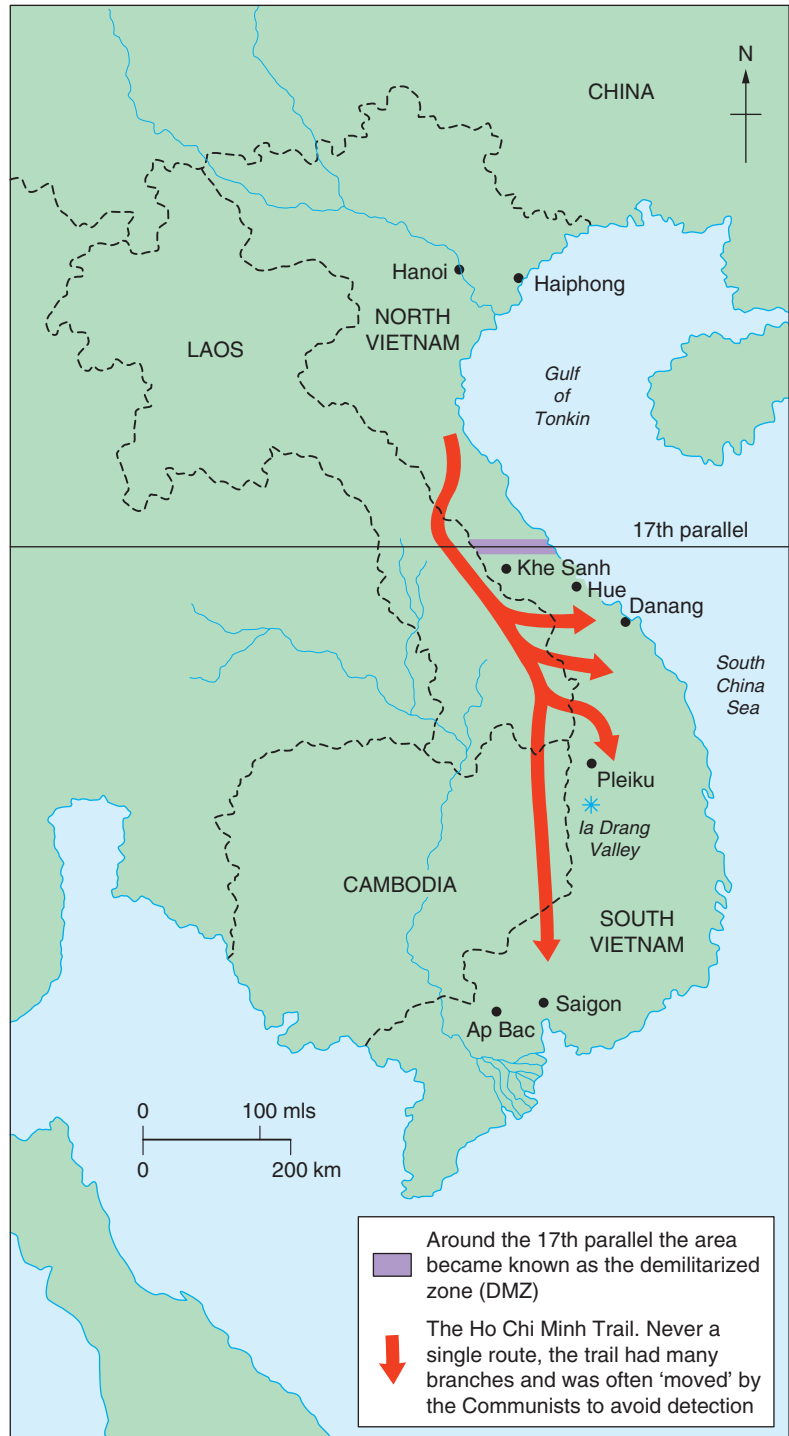 N
CHINA
Hanoi
Haiphong
NORTH
VIETNAM
LAOS
Gulf
of
Tonkin
17th parallel
Khe Sanh
Hue
Danang
South
China
Sea
Pleiku
Ia Drang
Valley
CAMBODIA
SOUTH
VIETNAM
Saigon
Ap Bac
0 100 mls
0 200 km
Around the 17th parallel the area
became known as the demilitarized
zone (DMZ)
The Ho Chi Minh Trail. Never a
single route, the trail had many
branches and was often ‘moved’ by
the Communists to avoid detection